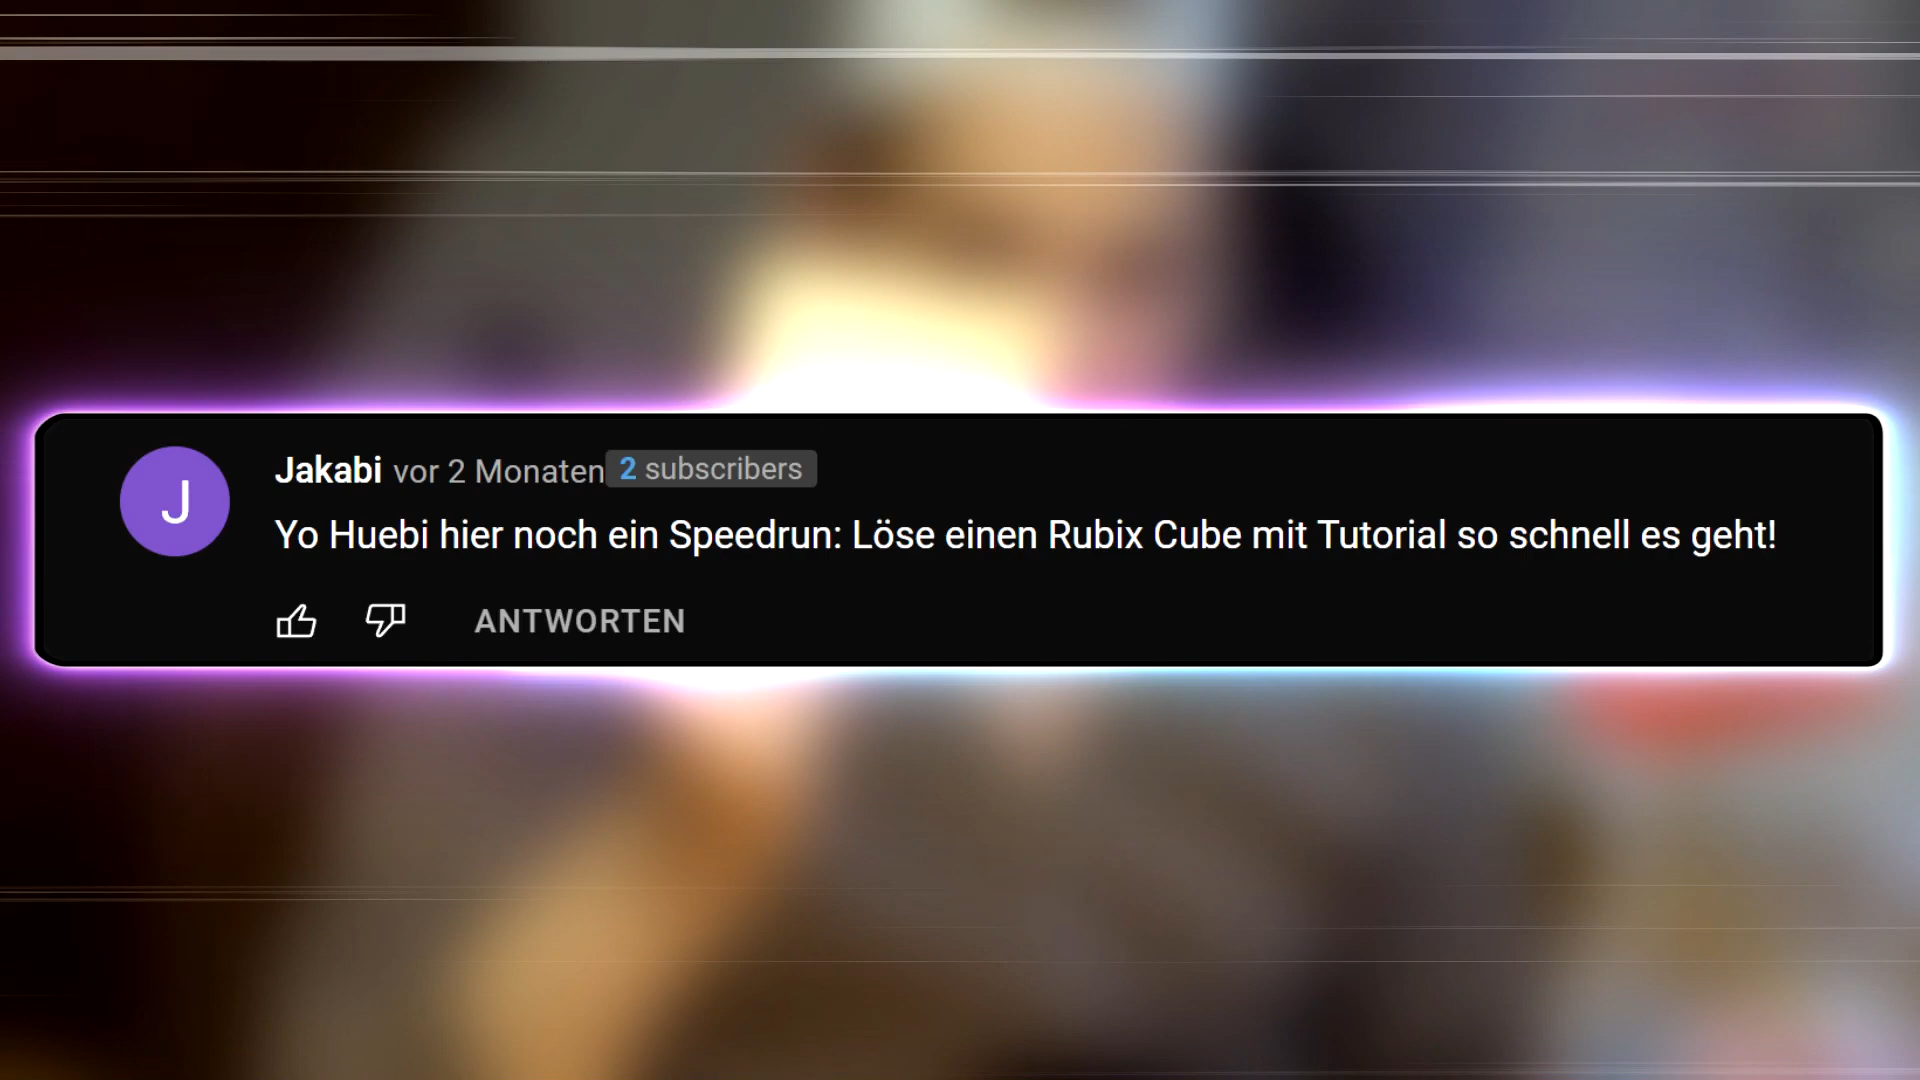 J
Jakabi vor 2 Monaten 2 subscribers
Yo Huebi hier noch ein Speedrun: Löse einen Rubix Cube mit Tutorial so schnell es geht!
ANTWORTEN